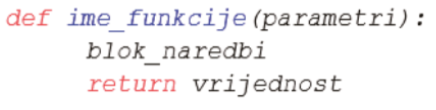 def ime_funkcije(parametri):
    blok_naredbi
    return vrijednost